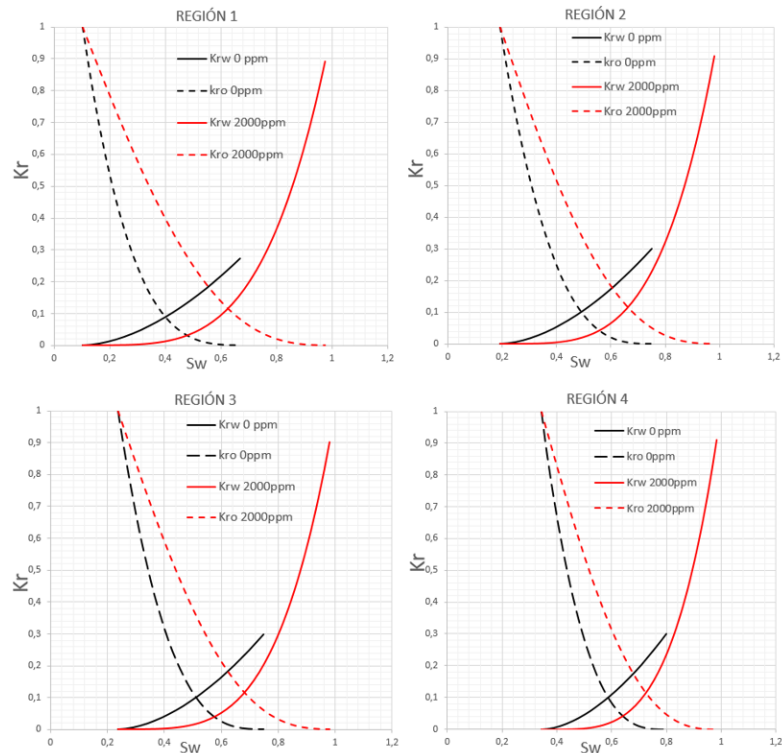 REGIÓN 1
Krw 0 ppm
kro 0ppm
Krw 2000ppm
Kro 2000ppm
Kr
1
0,9
0,8
0,7
0,6
0,5
0,4
0,3
0,2
0,1
0
0 0,2 0,4 0,6 0,8 1 1,2
Sw
REGIÓN 2
Krw 0 ppm
kro 0ppm
Krw 2000ppm
Kro 2000ppm
Kr
1
0,9
0,8
0,7
0,6
0,5
0,4
0,3
0,2
0,1
0
0 0,2 0,4 0,6 0,8 1 1,2
Sw
REGIÓN 3
Krw 0 ppm
kro 0ppm
Krw 2000ppm
Kro 2000ppm
Kr
1
0,9
0,8
0,7
0,6
0,5
0,4
0,3
0,2
0,1
0
0 0,2 0,4 0,6 0,8 1 1,2
Sw
REGIÓN 4
Krw 0 ppm
kro 0ppm
Krw 2000ppm
Kro 2000ppm
Kr
1
0,9
0,8
0,7
0,6
0,5
0,4
0,3
0,2
0,1
0
0 0,2 0,4 0,6 0,8 1 1,2
Sw